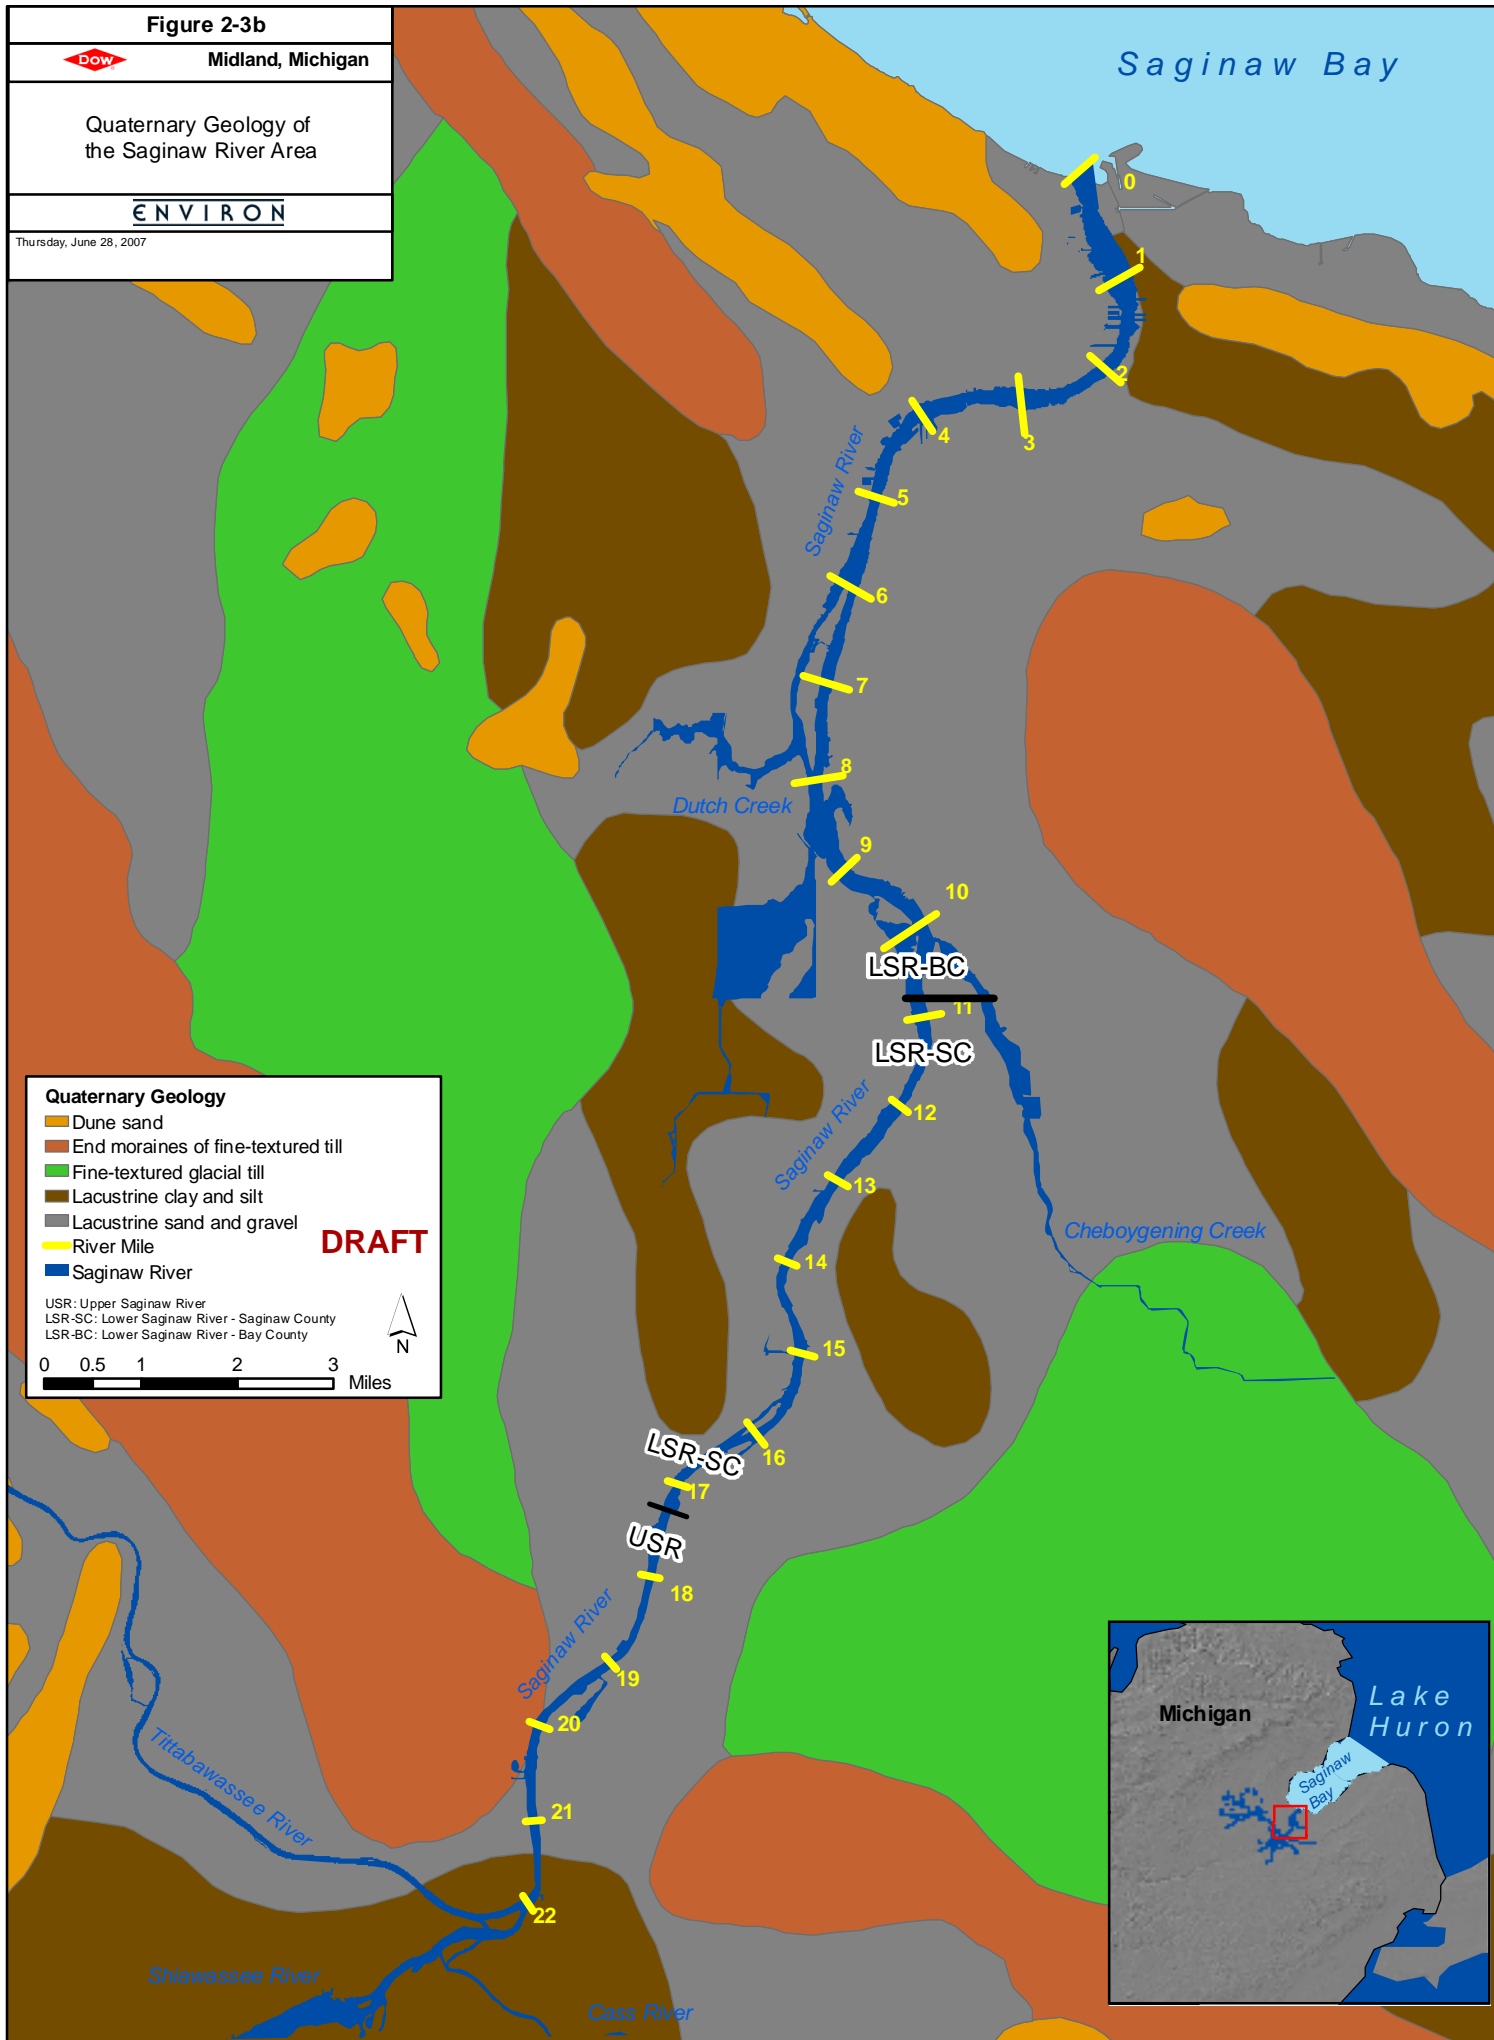 Figure 2-3b
DOW
Midland, Michigan
Quaternary Geology of
the Saginaw River Area
ENVIRON
Thursday, June 28, 2007
Saginaw Bay
0
1
2
3
4
Saginaw River
5
6
7
8
Dutch Creek
9
10
LSR-BC
11
LSR-SC
12
Saginaw River
13
Cheboygening Creek
14
15
16
LSR-SC
17
USR
18
Saginaw River
19
20
Tittabawassee River
21
22
Shiawassee River
Cass River
Quaternary Geology
Dune sand
End moraines of fine-textured till
Fine-textured glacial till
Lacustrine clay and silt
Lacustrine sand and gravel
River Mile
Saginaw River
DRAFT
USR: Upper Saginaw River
LSR-SC: Lower Saginaw River - Saginaw County
LSR-BC: Lower Saginaw River - Bay County
N
0 0.5 1 2 3
Miles
Michigan
Lake
Huron
Saginaw
Bay